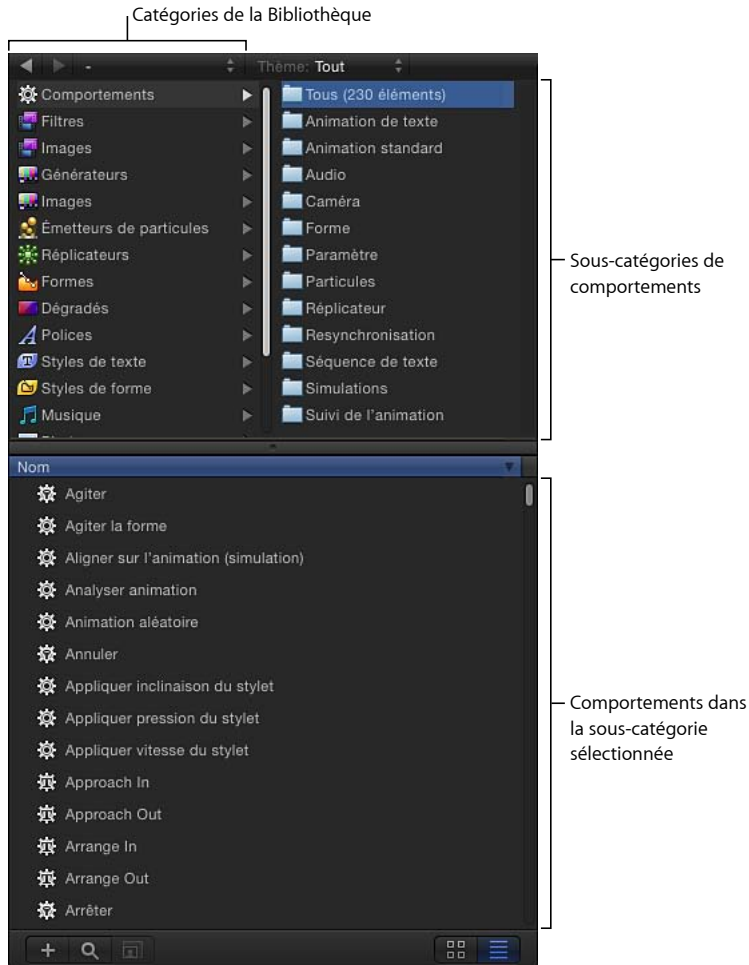 Catégories de la Bibliothèque
-
Thème: Tout
Comportements
Filtres
Images
Générateurs
Images
Émetteurs de particules
Réplicateurs
Formes
Dégradés
Polices
Styles de texte
Styles de forme
Musique
Tous (230 éléments)
Animation de texte
Animation standard
Audio
Caméra
Forme
Paramètre
Particules
Réplicateur
Resynchronisation
Séquence de texte
Simulations
Suivi de l'animation
Sous-catégories de
comportements
Nom
Agiter
Agiter la forme
Aligner sur l'animation (simulation)
Analyser animation
Animation aléatoire
Annuler
Appliquer inclinaison du stylet
Appliquer pression du stylet
Appliquer vitesse du stylet
Approach In
Approach Out
Arrange In
Arrange Out
Arrêter
Comportements dans
la sous-catégorie
sélectionnée